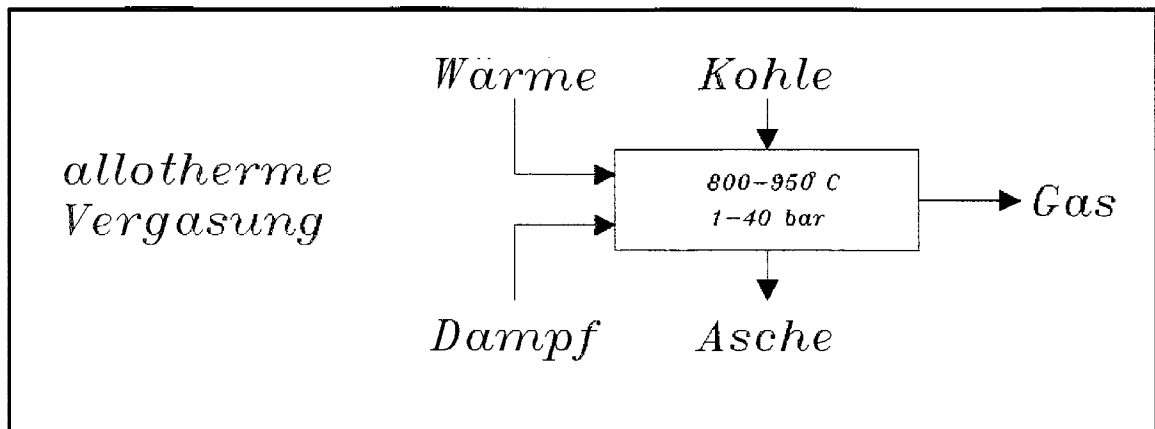 Wärme
Kohle
allotherme
Vergasung
800-950° C
1-40 bar
Gas
Dampf
Asche